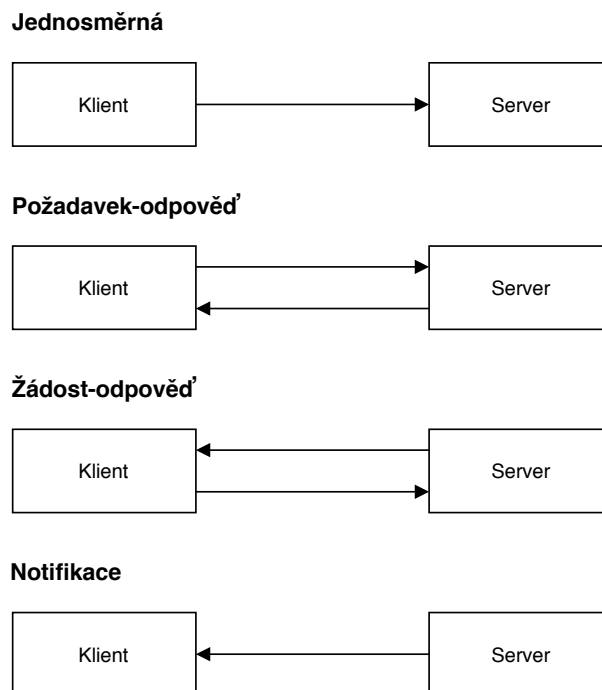 Jednosměrná
Klient
Server
Požadavek-odpověď
Klient
Server
Žádost-odpověď
Klient
Server
Notifikace
Klient
Server